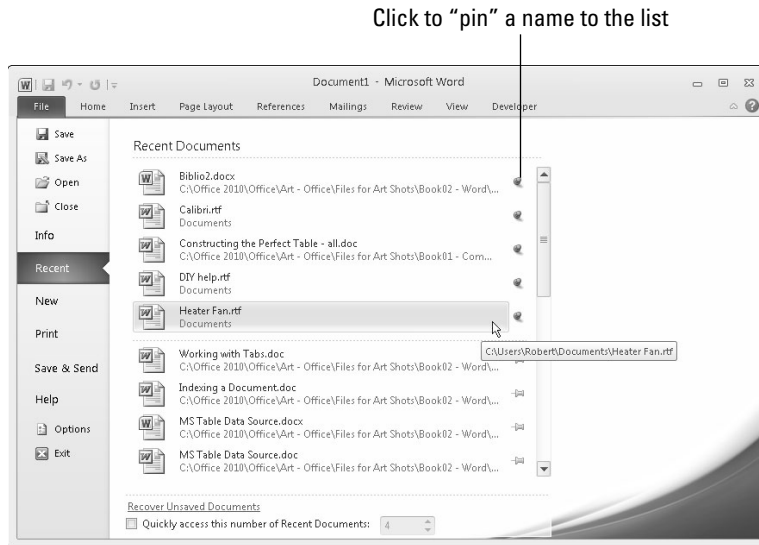 Click to “pin” a name to the list
Document1 - Microsoft Word
File Home Insert Page Layout References Mailings Review View Developer
Save
Save As
Open
Close
Info
Recent
New
Print
Save & Send
Help
Options
Exit
Recent Documents
Biblio2.docx
C:\Office 2010\Office\Art - Office\Files for Art Shots\Book02 - Word\...
Calibri.rtf
Documents
Constructing the Perfect Table - all.doc
C:\Office 2010\Office\Art - Office\Files for Art Shots\Book01 - Com...
DIY help.rtf
Documents
Heater Fan.rtf
Documents
C:\Users\Robert\Documents\Heater Fan.rtf
Working with Tabs.doc
C:\Office 2010\Office\Art - Office\Files for Art Shots\Book02 - Word\...
Indexing a Document.doc
C:\Office 2010\Office\Art - Office\Files for Art Shots\Book02 - Word\...
MS Table Data Source.docx
C:\Office 2010\Office\Art - Office\Files for Art Shots\Book02 - Word\...
MS Table Data Source.doc
C:\Office 2010\Office\Art - Office\Files for Art Shots\Book02 - Word\...
Recover Unsaved Documents
Quickly access this number of Recent Documents: 4